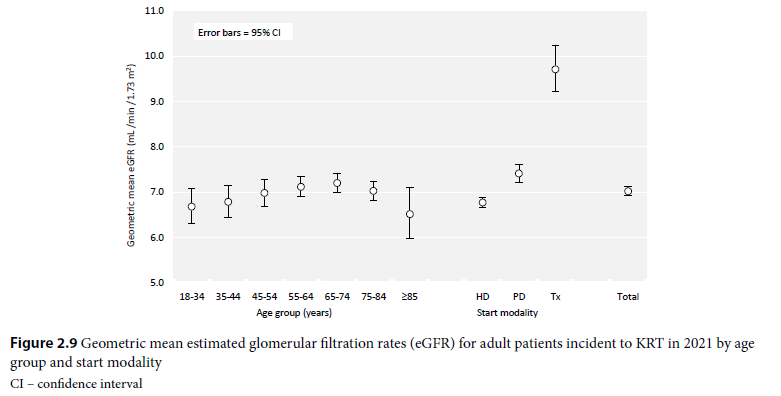 11.0
Error bars = 95% CI
10.0
9.0
8.0
7.0
6.0
5.0
Geometric mean eGFR (mL /min /1.73 m²)
18-34 35-44 45-54 55-64 65-74 75-84 ≥85 HD PD Tx Total
Age group (years) Start modality
Figure 2.9 Geometric mean estimated glomerular filtration rates (eGFR) for adult patients incident to KRT in 2021 by age
group and start modality
CI – confidence interval